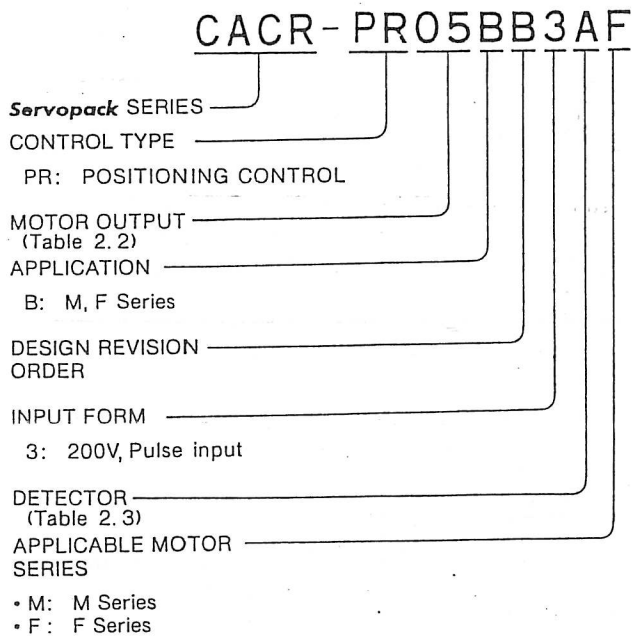 CACR-PR05BB3AF
Servopack SERIES
CONTROL TYPE
PR: POSITIONING CONTROL
MOTOR OUTPUT
(Table 2.2)
APPLICATION
B: M, F Series
DESIGN REVISION
ORDER
INPUT FORM
3: 200V, Pulse input
DETECTOR
(Table 2.3)
APPLICABLE MOTOR
SERIES
• M: M Series
• F: F Series